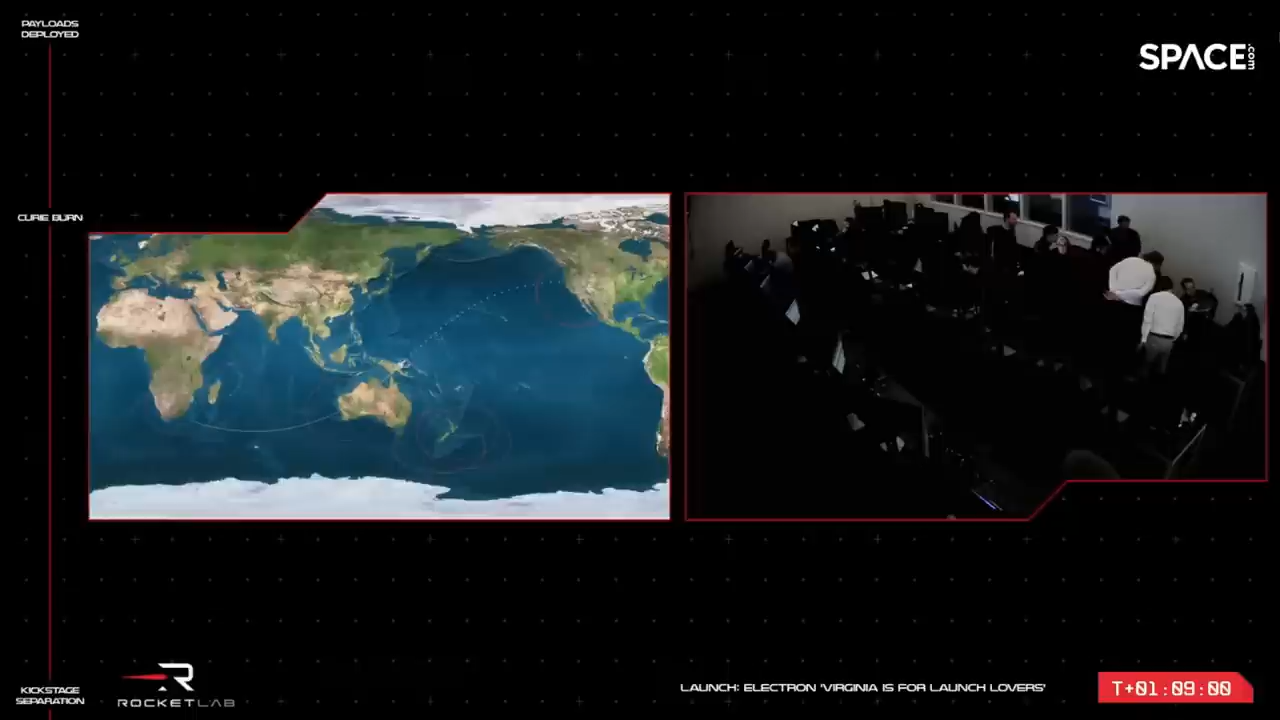 PAYLOADS
DEPLOYED
SPACE.com
CURIE BURN
KICKSTAGE
SEPARATION
ROCKETLAB
LAUNCH: ELECTRON 'VIRGINIA IS FOR LAUNCH LOVERS'
T+01:09:00